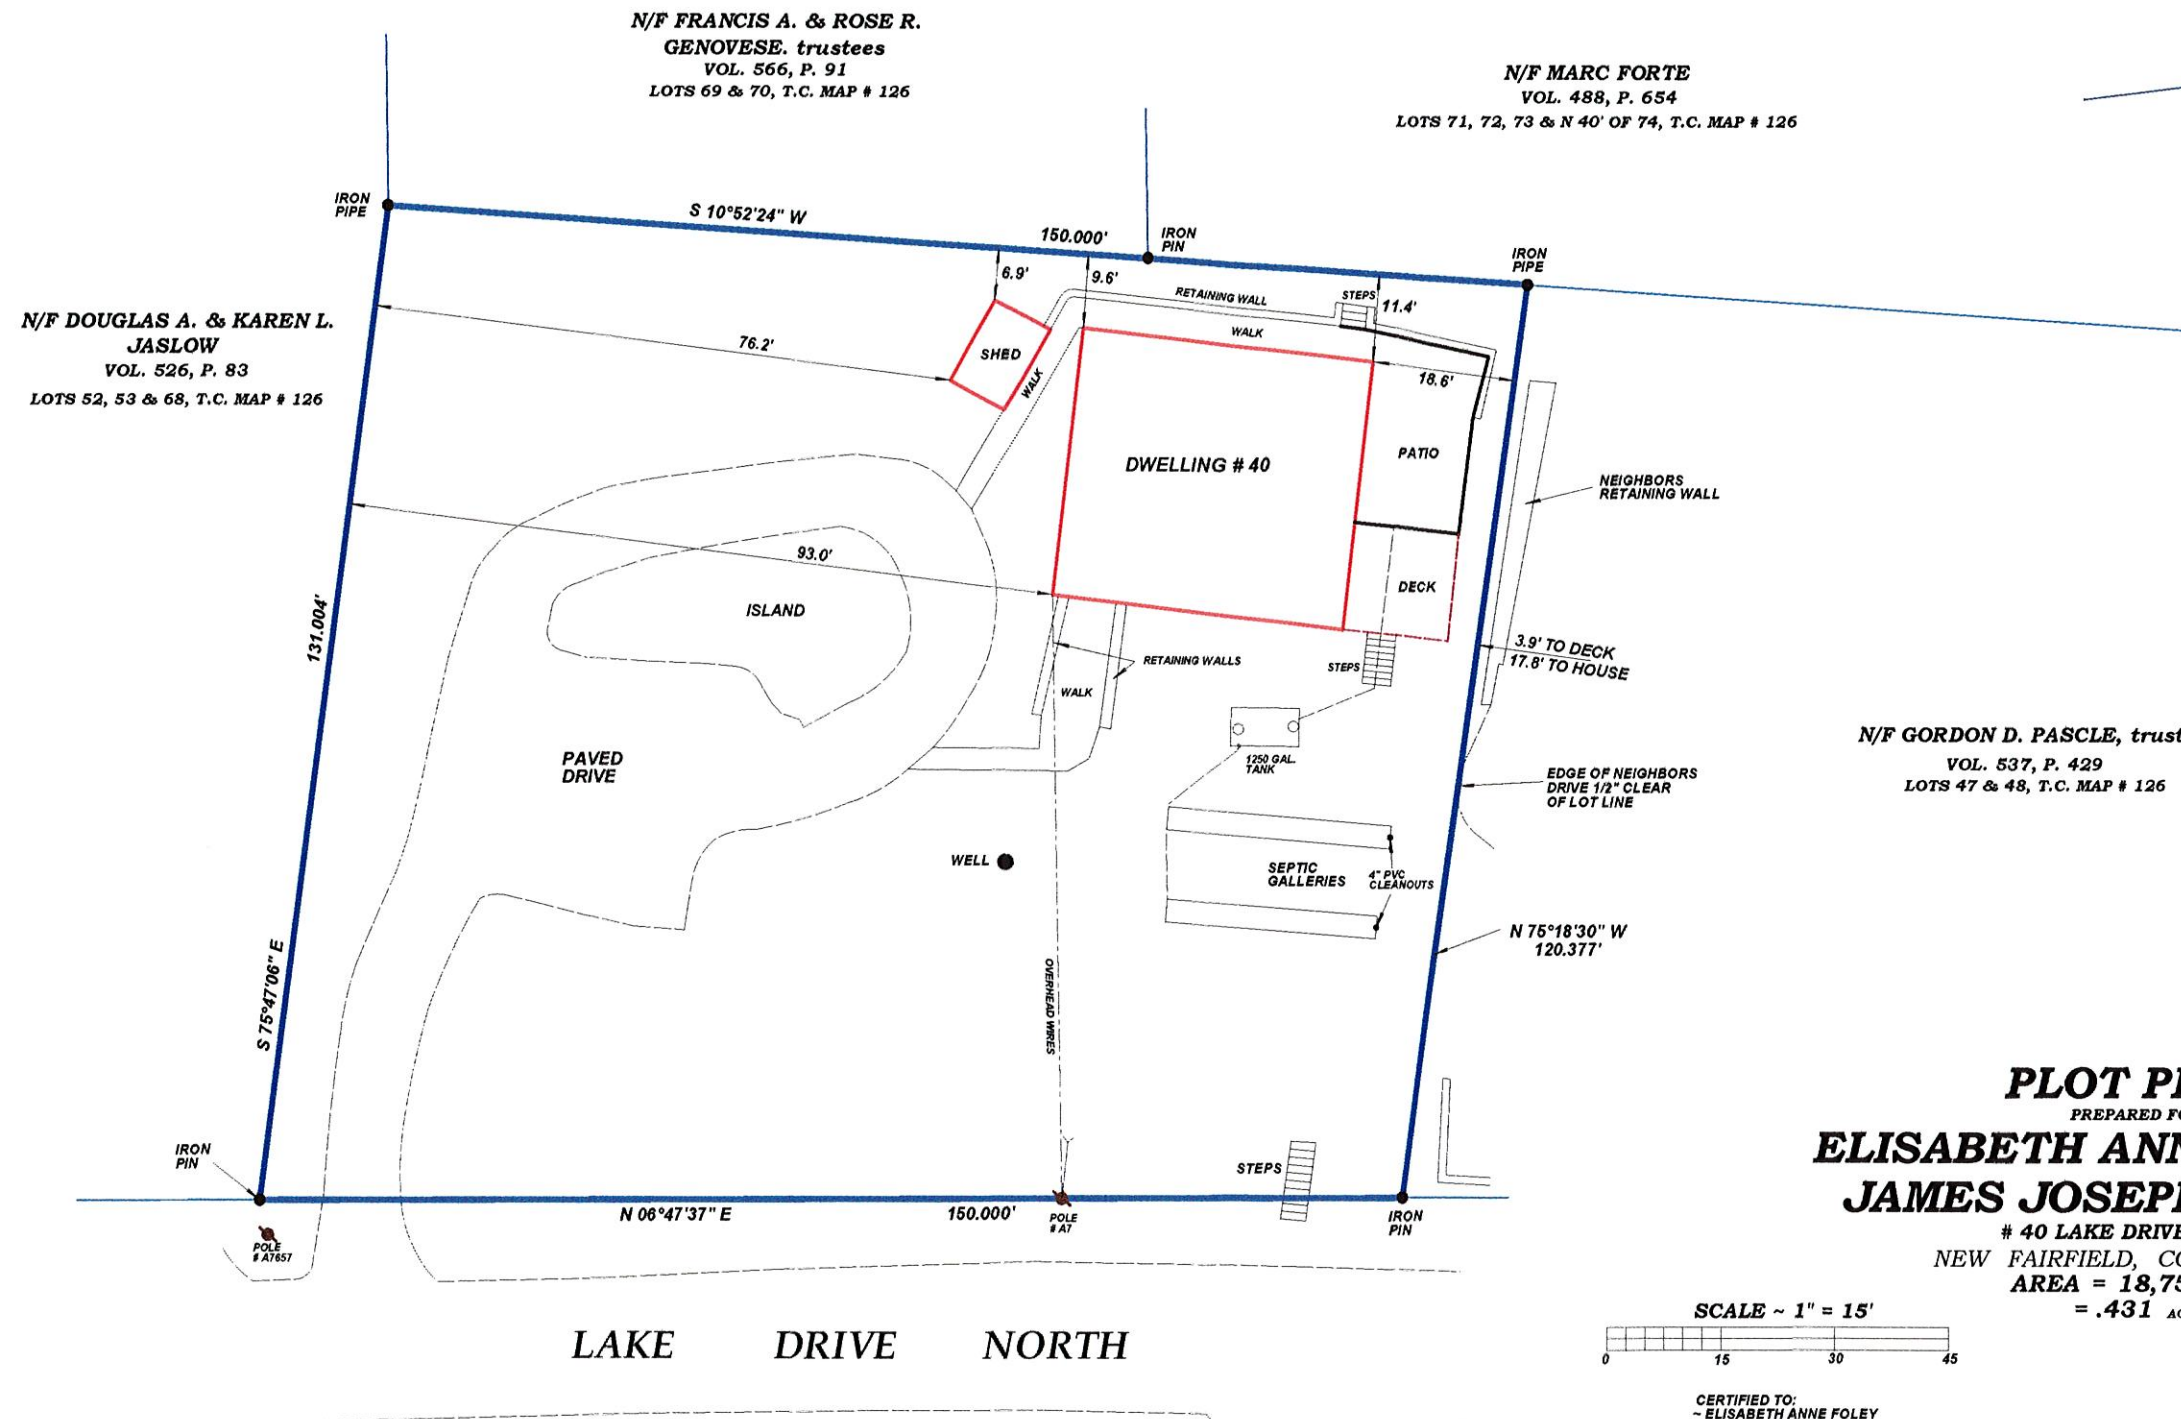 N/F FRANCIS A. & ROSE R.
GENOVESE. trustees
VOL. 566, P. 91
LOTS 69 & 70, T.C. MAP # 126
N/F MARC FORTE
VOL. 488, P. 654
LOTS 71, 72, 73 & N 40' OF 74, T.C. MAP # 126
IRON
PIPE
S 10°52'24" W
150.000'
IRON
PIN
IRON
PIPE
6.9'
9.6'
RETAINING WALL
STEPS
11.4'
WALK
N/F DOUGLAS A. & KAREN L.
JASLOW
VOL. 526, P. 83
LOTS 52, 53 & 68, T.C. MAP # 126
76.2'
SHED
WALK
18.6'
DWELLING # 40
PATIO
NEIGHBORS
RETAINING WALL
93.0'
ISLAND
DECK
131.004'
S 75°47'06" E
RETAINING WALLS
WALK
STEPS
3.9' TO DECK
17.8' TO HOUSE
PAVED
DRIVE
1250 GAL.
TANK
EDGE OF NEIGHBORS
DRIVE 1/2" CLEAR
OF LOT LINE
N/F GORDON D. PASCLE, trust
VOL. 537, P. 429
LOTS 47 & 48, T.C. MAP # 126
WELL
SEPTIC
GALLERIES
4" PVC
CLEANOUTS
N 75°18'30" W
120.377'
OVERHEAD WIRES
IRON
PIN
STEPS
N 06°47'37" E
150.000'
POLE
# A7
IRON
PIN
POLE
# A7657
PLOT PL
PREPARED FO
ELISABETH ANN
JAMES JOSEPH
# 40 LAKE DRIVE
NEW FAIRFIELD, CO
AREA = 18,75
= .431 AC
LAKE DRIVE NORTH
SCALE ~ 1" = 15'
0 15 30 45
CERTIFIED TO:
~ ELISABETH ANNE FOLEY